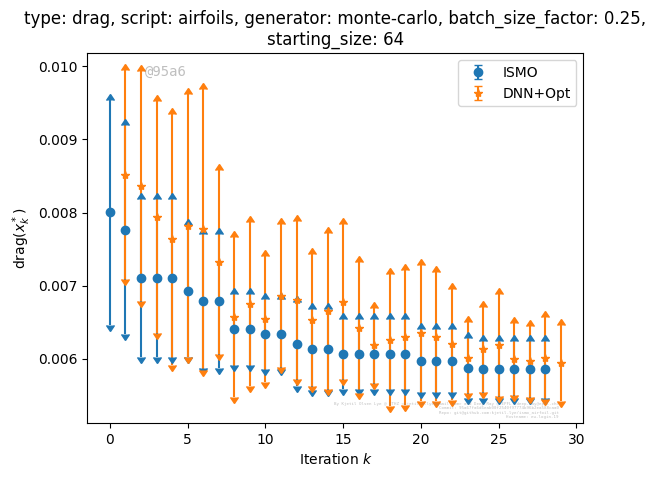 type: drag, script: airfoils, generator: monte-carlo, batch_size_factor: 0.25,
starting_size: 64
@95a6
ISMO
DNN+Opt
0.010
0.009
0.008
0.007
0.006
drag(x_k^*)
0
5
10
15
20
25
30
Iteration k